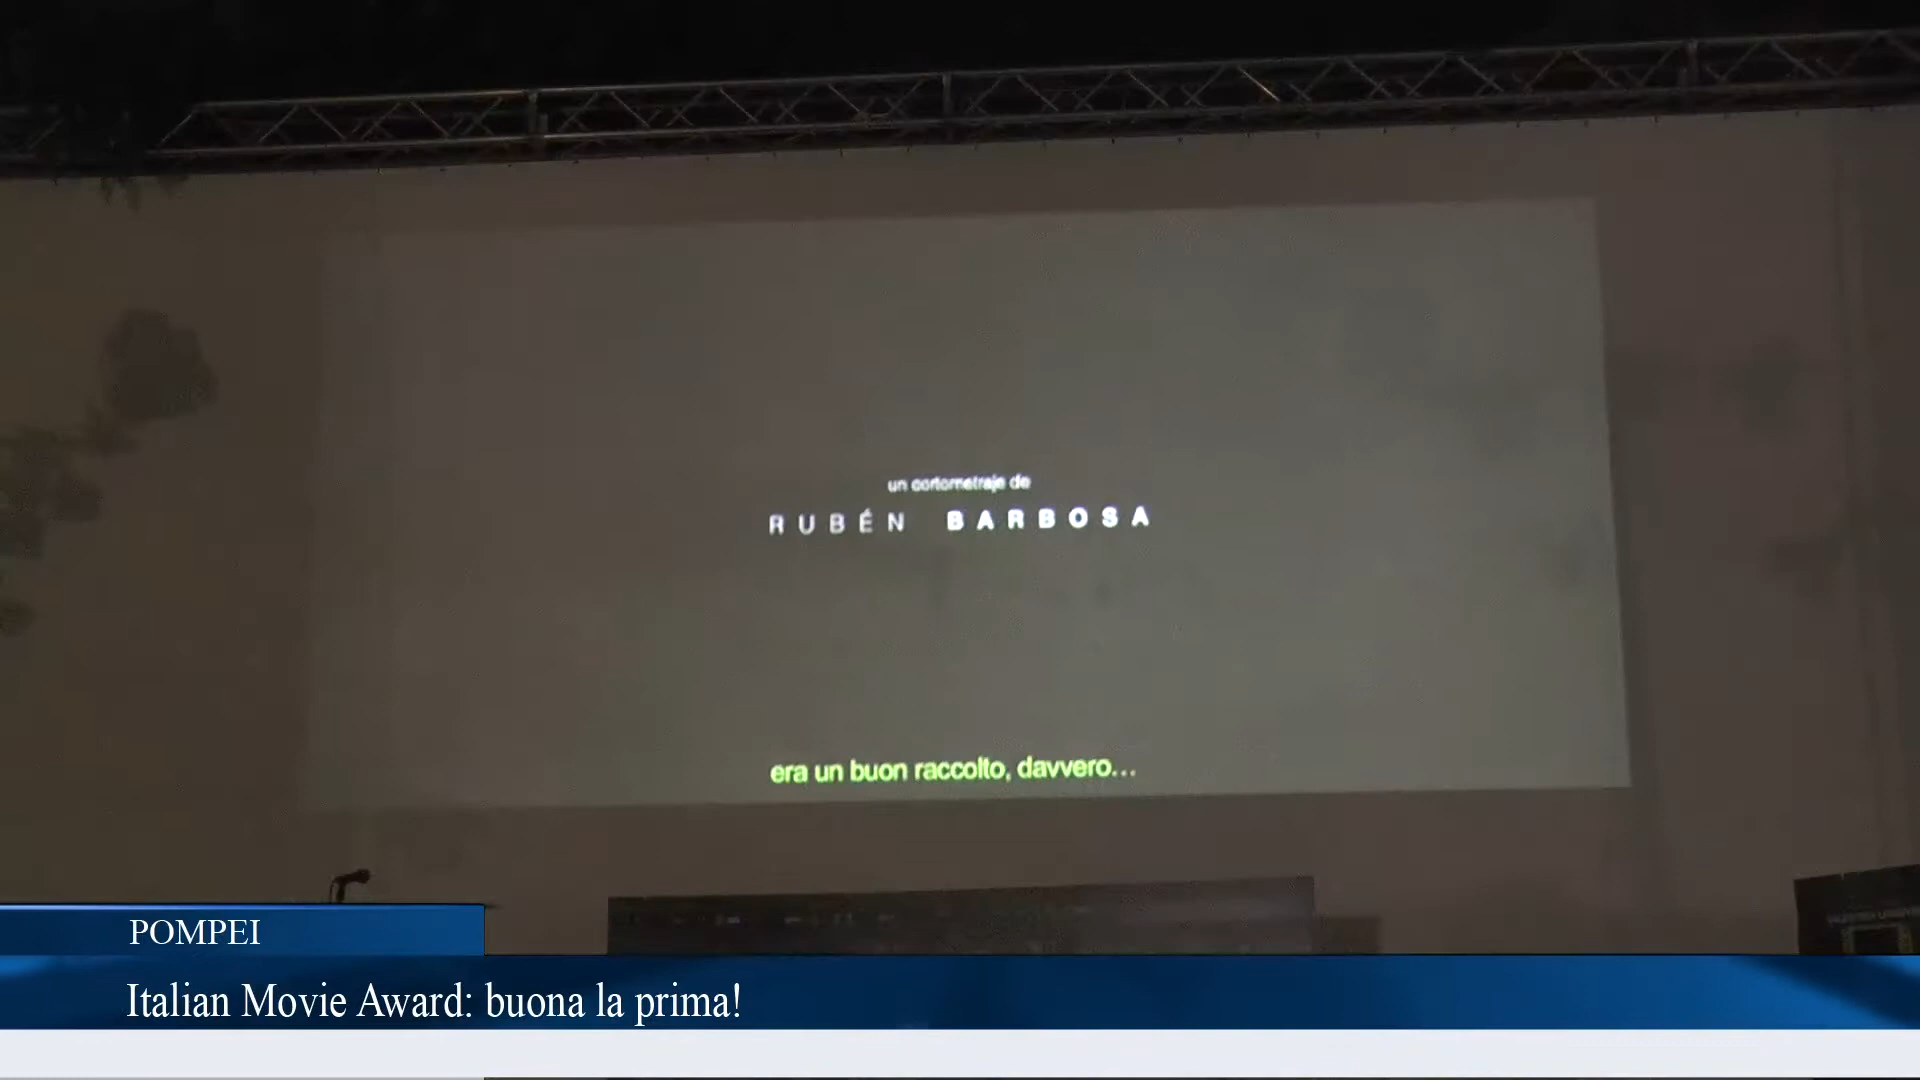 un cortometraje de
RUBÉN BARBOSA
era un buon raccolto, davvero...
POMPEI
Italian Movie Award: buona la prima!